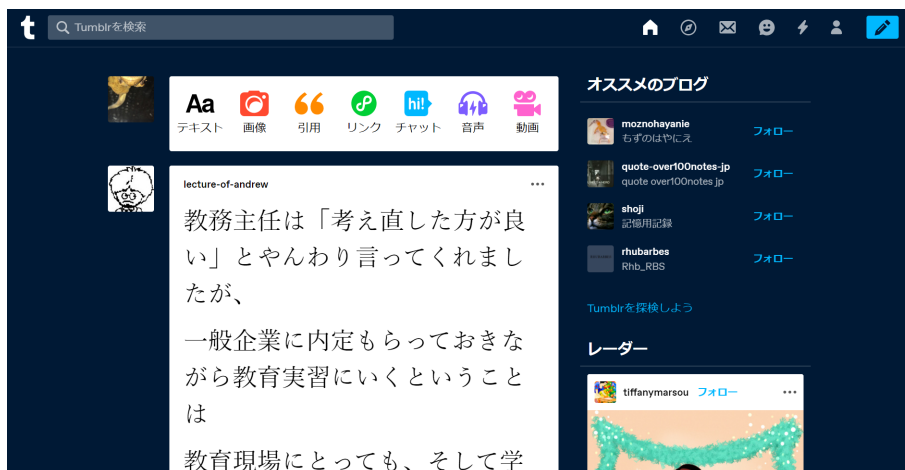 t
Tumblrを検索
Aa
テキスト
画像
引用
リンク
hi!
チャット
音声
動画
lecture-of-andrew
教務主任は「考え直した方が良
い」とやんわり言ってくれまし
たが、
一般企業に内定もらっておきな
がら教育実習にいくということ
は
教育現場にとっても、そして学
オススメのブログ
moznohayanie
もずのはやにえ
フォロー
quote-over100notes-jp
quote over100notes jp
フォロー
shoji
記憶用記録
フォロー
rhubarbes
Rhb_RBS
フォロー
Tumblrを探検しよう
レーダー
tiffanymarsou フォロー